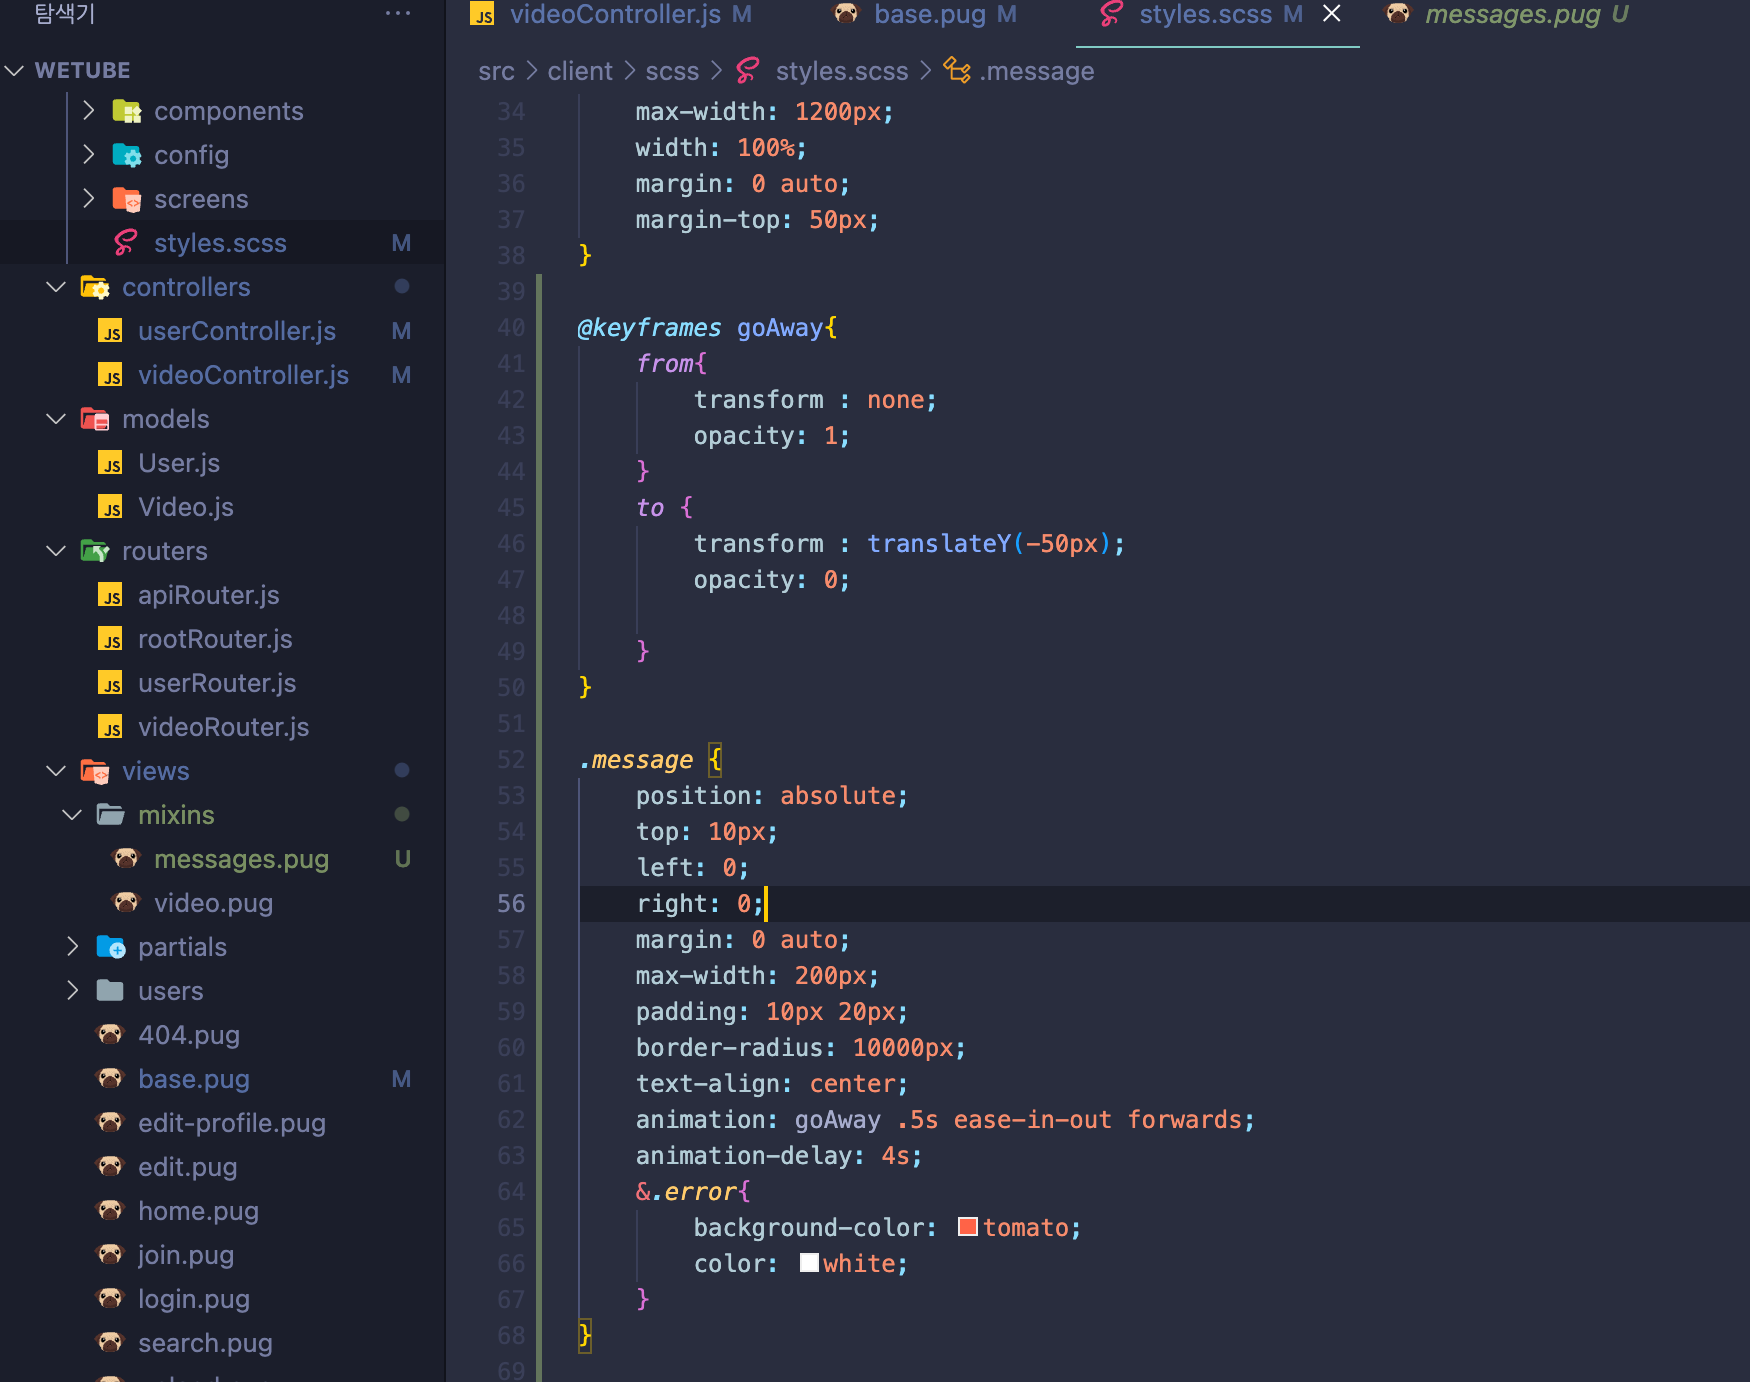 탐색기 ···
WETUBE
components
config
screens
styles.scss M
controllers
userController.js M
videoController.js M
models
User.js
Video.js
routers
apiRouter.js
rootRouter.js
userRouter.js
videoRouter.js
views
mixins
messages.pug U
video.pug
partials
users
404.pug
base.pug M
edit-profile.pug
edit.pug
home.pug
join.pug
login.pug
search.pug
JS videoController.js M base.pug M styles.scss M messages.pug U
src > client > scss > styles.scss > .message
34 max-width: 1200px;
35 width: 100%;
36 margin: 0 auto;
37 margin-top: 50px;
38 }
39
40 @keyframes goAway{
41 from{
42 transform : none;
43 opacity: 1;
44 }
45 to {
46 transform : translateY(-50px);
47 opacity: 0;
48
49 }
50 }
51
52 .message {
53 position: absolute;
54 top: 10px;
55 left: 0;
56 right: 0;
57 margin: 0 auto;
58 max-width: 200px;
59 padding: 10px 20px;
60 border-radius: 10000px;
61 text-align: center;
62 animation: goAway .5s ease-in-out forwards;
63 animation-delay: 4s;
64 &.error{
65 background-color: tomato;
66 color: white;
67 }
68 }
69